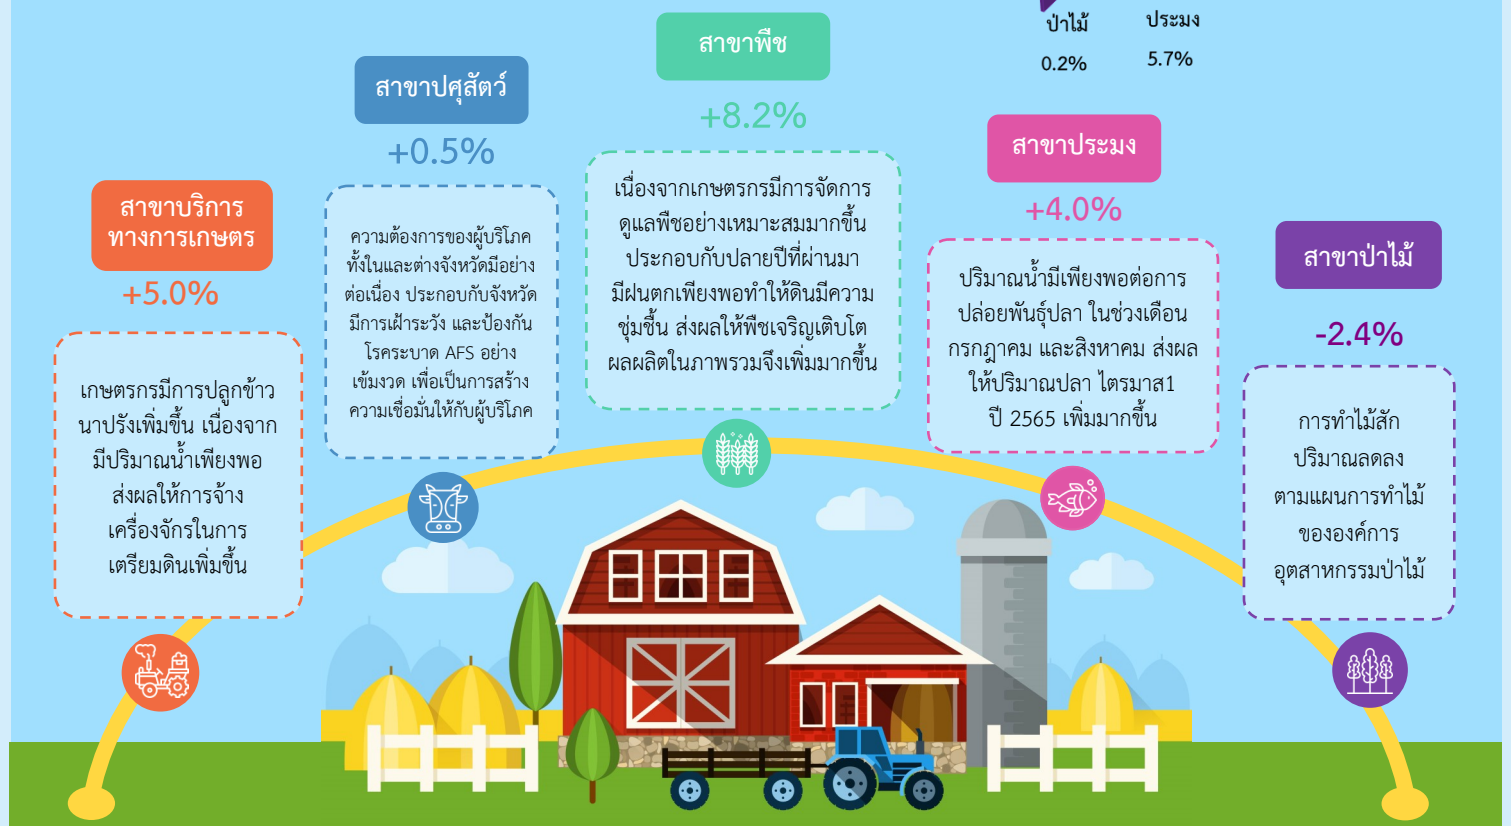 ป่าไม้
0.2%
ประมง
5.7%
สาขาบริการ
ทางการเกษตร
+5.0%
เกษตรกรมีการปลูกข้าว
นาปรังเพิ่มขึ้น เนื่องจาก
มีปริมาณน้ำเพียงพอ
ส่งผลให้การจ้าง
เครื่องจักรในการ
เตรียมดินเพิ่มขึ้น
สาขาปศุสัตว์
+0.5%
ความต้องการของผู้บริโภค
ทั้งในและต่างจังหวัดมีอย่าง
ต่อเนื่อง ประกอบกับจังหวัด
มีการเฝ้าระวัง และป้องกัน
โรคระบาด AFS อย่าง
เข้มงวด เพื่อเป็นการสร้าง
ความเชื่อมั่นให้กับผู้บริโภค
สาขาพืช
+8.2%
เนื่องจากเกษตรกรมีการจัดการ
ดูแลพืชอย่างเหมาะสมมากขึ้น
ประกอบกับปลายปีที่ผ่านมา
มีฝนตกเพียงพอทำให้ดินมีความ
ชุ่มชื้น ส่งผลให้พืชเจริญเติบโต
ผลผลิตในภาพรวมจึงเพิ่มมากขึ้น
สาขาประมง
+4.0%
ปริมาณน้ำมีเพียงพอต่อการ
ปล่อยพันธุ์ปลา ในช่วงเดือน
กรกฎาคม และสิงหาคม ส่งผล
ให้ปริมาณปลา ไตรมาส1
ปี 2565 เพิ่มมากขึ้น
สาขาป่าไม้
-2.4%
การทำไม้สัก
ปริมาณลดลง
ตามแผนการทำไม้
ขององค์การ
อุตสาหกรรมป่าไม้